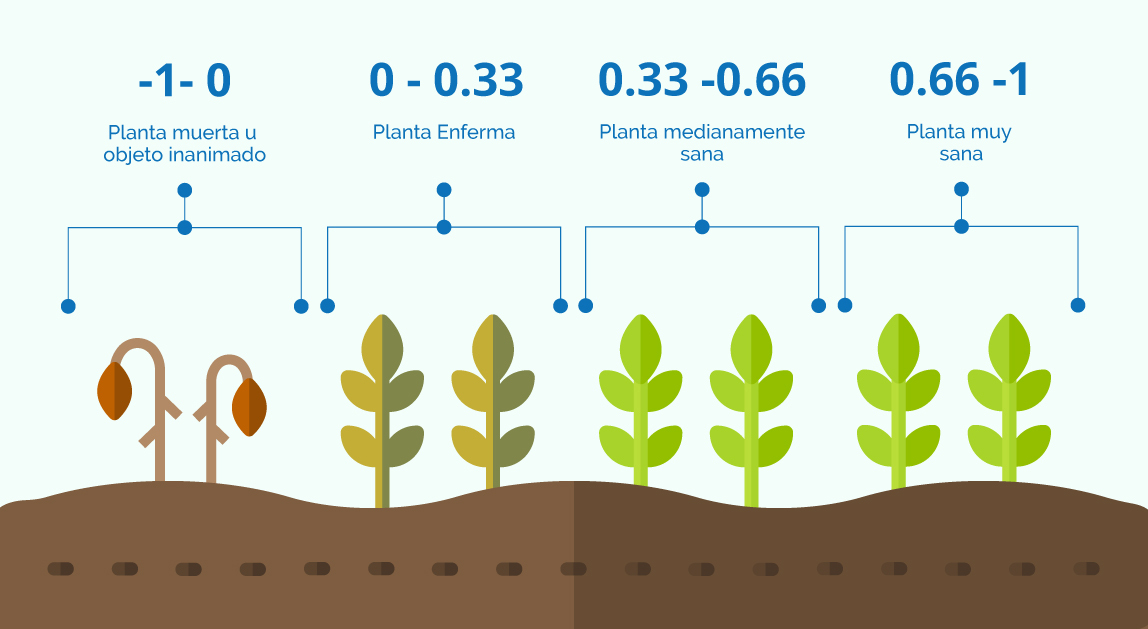 -1- 0
Planta muerta u
objeto inanimado
0 - 0.33
Planta Enferma
0.33 -0.66
Planta medianamente
sana
0.66 -1
Planta muy
sana